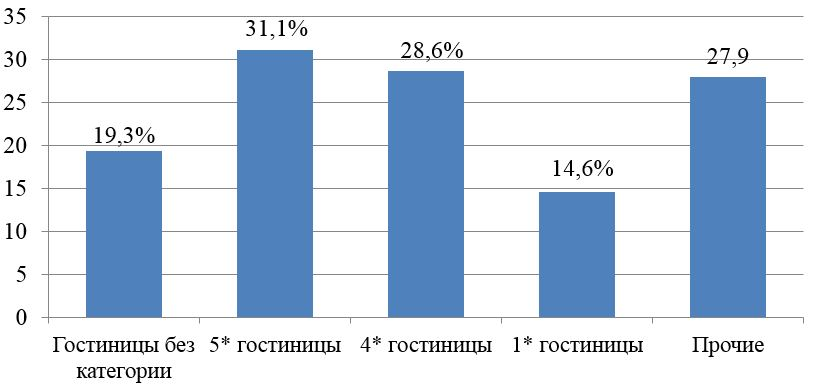 35
30
25
20
15
10
5
0
19,3%
31,1%
28,6%
14,6%
27,9
Гостиницы без
категории
5* гостиницы
4* гостиницы
1* гостиницы
Прочие